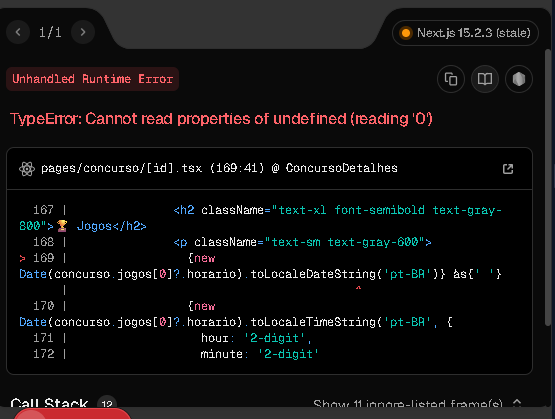 1/1
Next.js 15.2.3 (stale)
Unhandled Runtime Error
TypeError: Cannot read properties of undefined (reading '0')
pages/concurso/[id].tsx (169:41) @ ConcursoDetalhes
167 | <h2 className="text-xl font-semibold text-gray-
800">🏆 Jogos</h2>
168 | <p className="text-sm text-gray-600">
> 169 | {new
Date(concurso.jogos[0]?.horario).toLocaleDateString('pt-BR')} às{' '}
| ^
170 | {new
Date(concurso.jogos[0]?.horario).toLocaleTimeString('pt-BR', {
171 | hour: '2-digit',
172 | minute: '2-digit'
Call Stack 12
Show 11 ignore-listed frame(s)